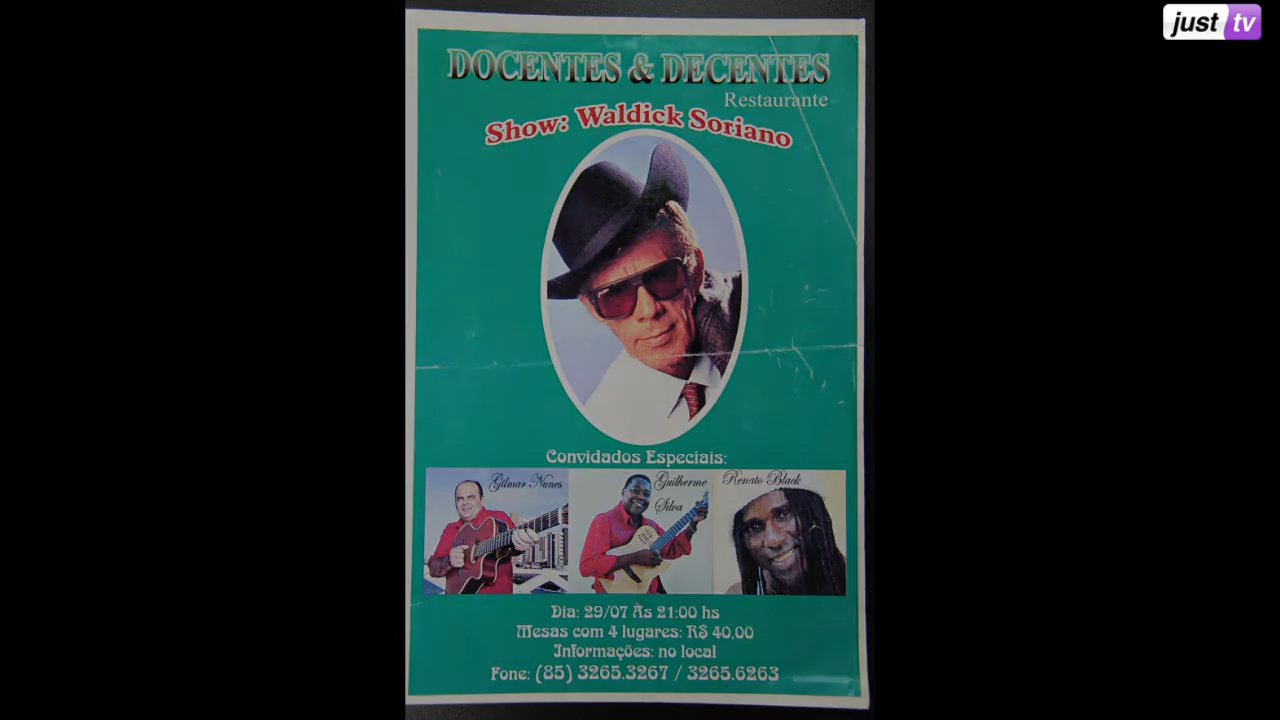 just tv
DOCENTES & DECENTES
Restaurante
Show: Waldick Soriano
Convidados Especiais:
Gilmar Nunes
Guilherme
Silva
Renato Black
Dia: 29/07 Às 21:00 hs
Mesas com 4 lugares: R$ 40,00
Informações: no local
Fone: (85) 3265.3267 / 3265.6263